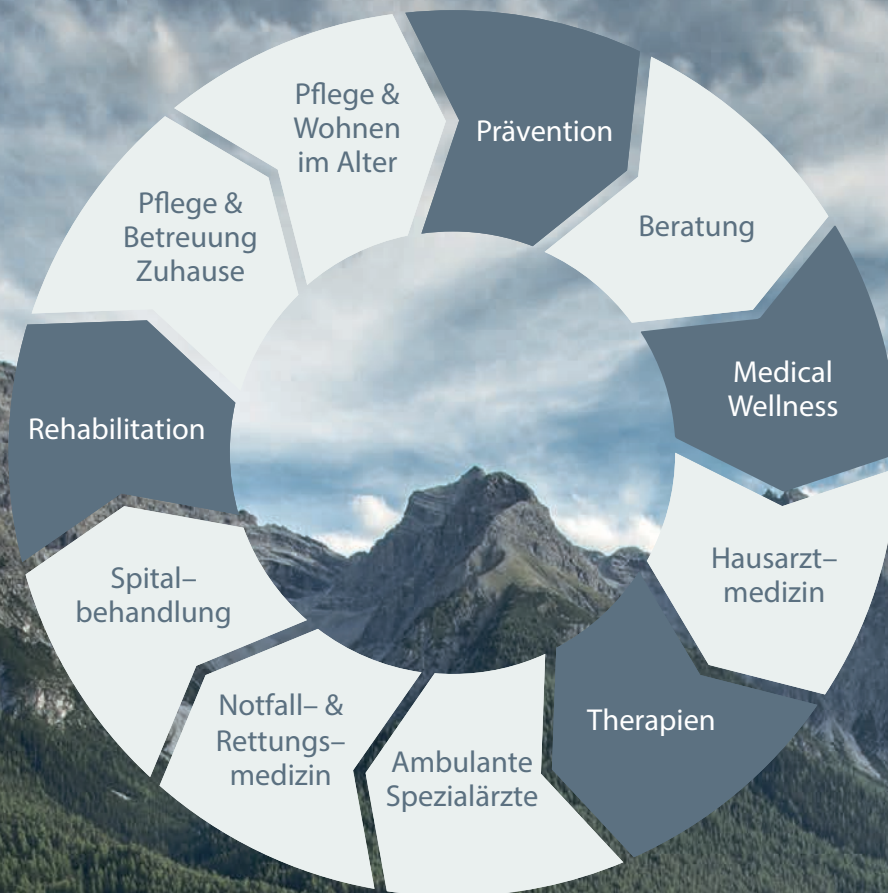 Prävention
Beratung
Medical
Wellness
Hausarzt–
medizin
Therapien
Ambulante
Spezialärzte
Notfall– &
Rettungs–
medizin
Spital–
behandlung
Rehabilitation
Pflege &
Betreuung
Zuhause
Pflege &
Wohnen
im Alter